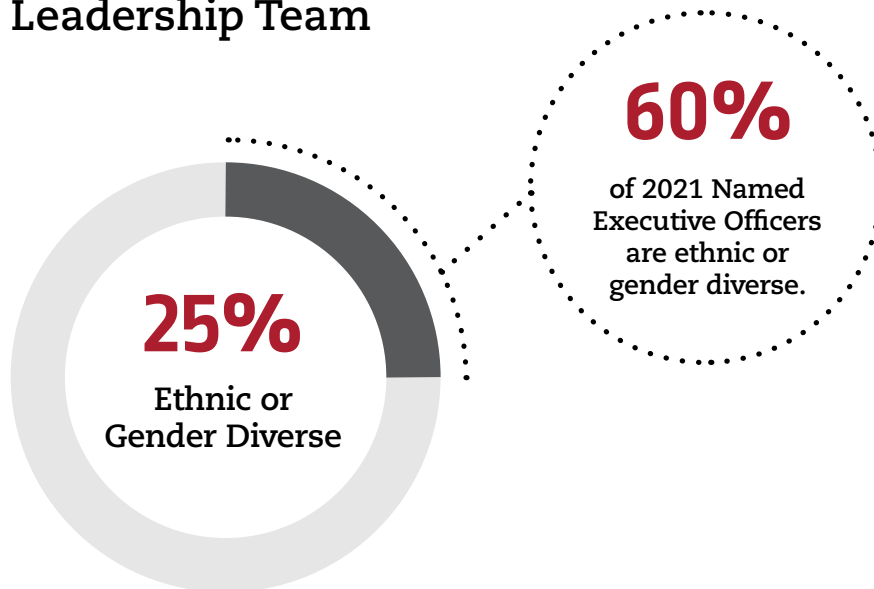 Leadership Team
60%
of 2021 Named
Executive Officers
are ethnic or
gender diverse.
25%
Ethnic or
Gender Diverse